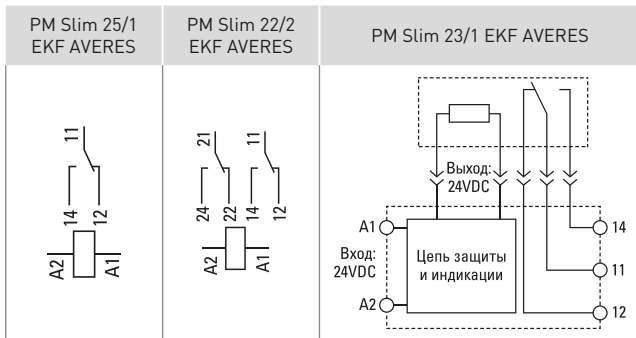 PM Slim 25/1
EKF AVERES
PM Slim 22/2
EKF AVERES
PM Slim 23/1 EKF AVERES
11
14
12
A2
A1
21
11
24
22
14
12
A2
A1
Выход:
24VDC
A1
Вход:
24VDC
A2
Цепь защиты
и индикации
14
11
12